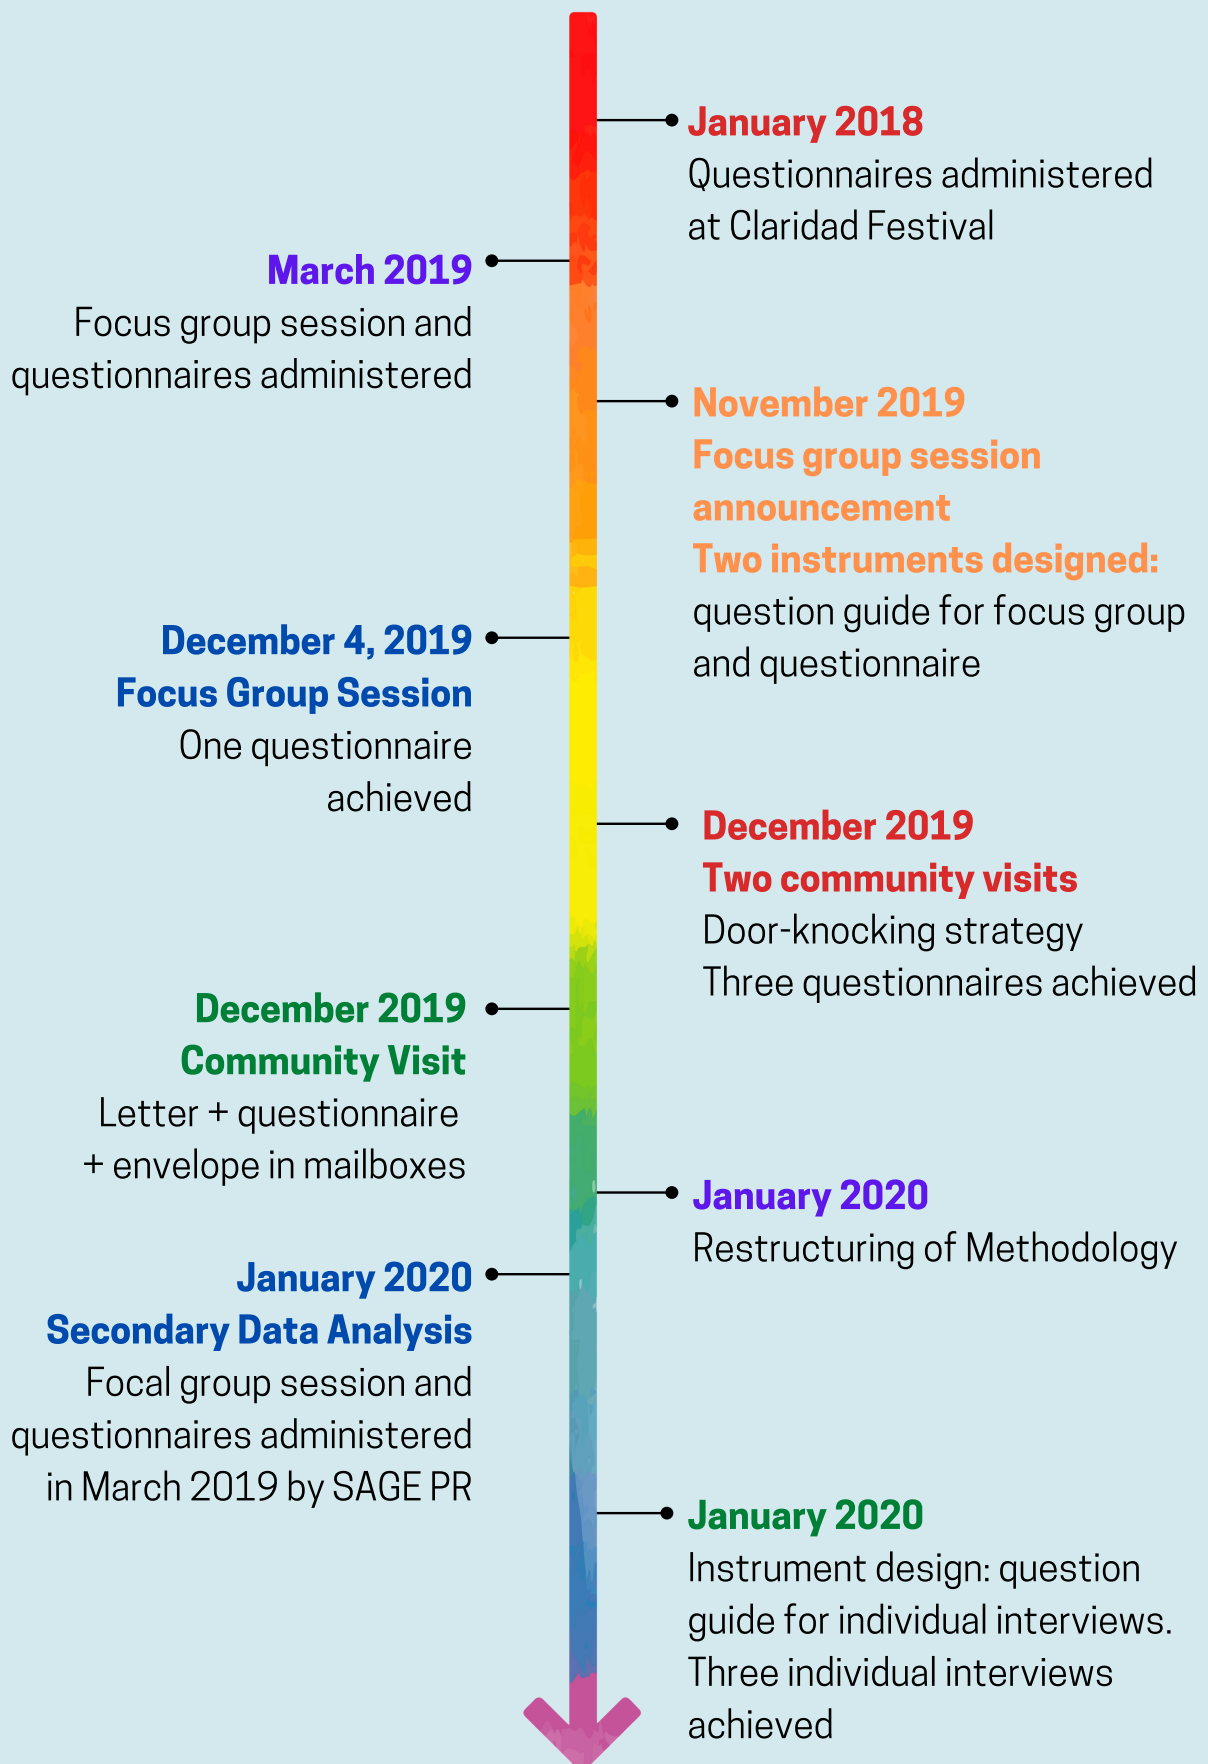 January 2018
Questionnaires administered
at Claridad Festival
March 2019
Focus group session and
questionnaires administered
November 2019
Focus group session
announcement
Two instruments designed:
question guide for focus group
and questionnaire
December 4, 2019
Focus Group Session
One questionnaire
achieved
December 2019
Two community visits
Door-knocking strategy
Three questionnaires achieved
December 2019
Community Visit
Letter + questionnaire
+ envelope in mailboxes
January 2020
Restructuring of Methodology
January 2020
Secondary Data Analysis
Focal group session and
questionnaires administered
in March 2019 by SAGE PR
January 2020
Instrument design: question
guide for individual interviews.
Three individual interviews
achieved